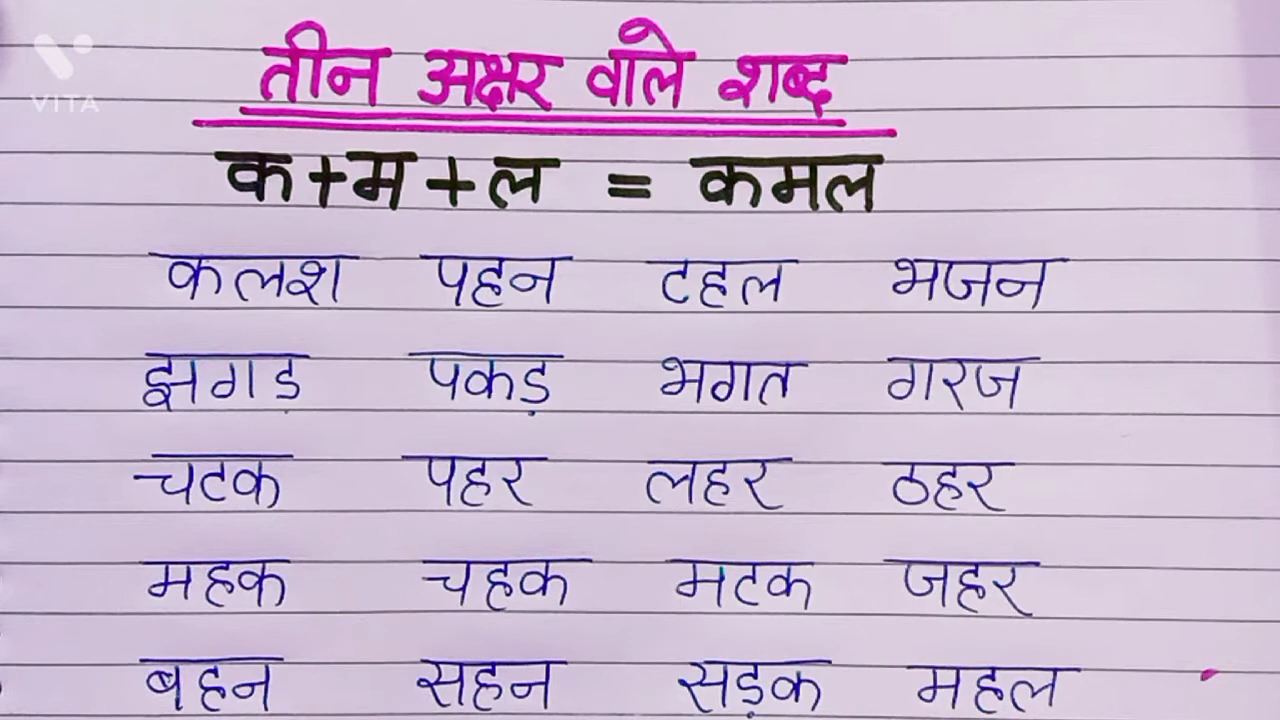 VITA
तीन अक्षर वाले शब्द
क+म+ल = कमल
कलश पहन टहल भजन
झगड पकड़ भगत गरज
चटक पहर लहर ठहर
महक चहक मटक जहर
बहन सहन सड़क महल